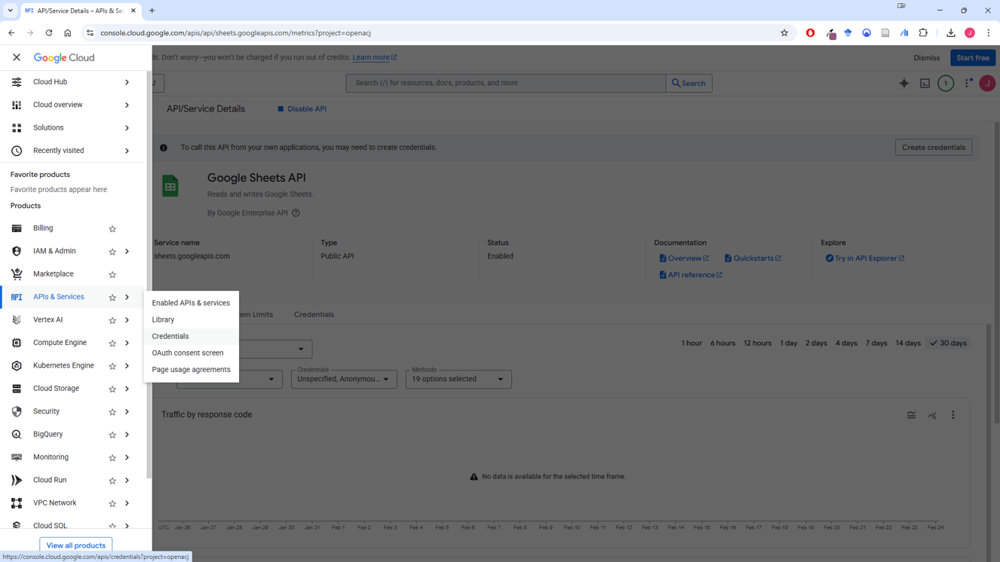 API API/Service Details – APIs & Se
console.cloud.google.com/apis/api/sheets.googleapis.com/metrics?project=openacj
J
Google Cloud
dit. Don't worry—you won't be charged if you run out of credits. Learn more
Dismiss
Start free
Search (/) for resources, docs, products, and more
Search
1
J
API/Service Details
Disable API
Cloud Hub
Cloud overview
Solutions
Recently visited
Favorite products
Favorite products appear here
Products
Billing
IAM & Admin
Marketplace
API APIs & Services
Vertex AI
Compute Engine
Kubernetes Engine
Cloud Storage
Security
BigQuery
Monitoring
Cloud Run
VPC Network
Cloud SQL
View all products
https://console.cloud.google.com/apis/credentials?project=openacj
Enabled APIs & services
Library
Credentials
OAuth consent screen
Page usage agreements
To call this API from your own applications, you may need to create credentials.
Create credentials
Google Sheets API
Reads and writes Google Sheets.
By Google Enterprise API
Service name
sheets.googleapis.com
Type
Public API
Status
Enabled
Documentation
Overview
Quickstarts
API reference
Explore
Try in API Explorer
tem Limits
Credentials
1 hour 6 hours 12 hours 1 day 2 days 4 days 7 days 14 days 30 days
Credentials
Unspecified, Anonymou...
Methods
19 options selected
Traffic by response code
No data is available for the selected time frame.
UTC Jan 26 Jan 27 Jan 28 Jan 29 Jan 30 Jan 31 Feb 1 Feb 2 Feb 3 Feb 4 Feb 5 Feb 6 Feb 7 Feb 8 Feb 9 Feb 10 Feb 11 Feb 12 Feb 13 Feb 14 Feb 15 Feb 16 Feb 17 Feb 18 Feb 19 Feb 20 Feb 21 Feb 22 Feb 23 Feb 24